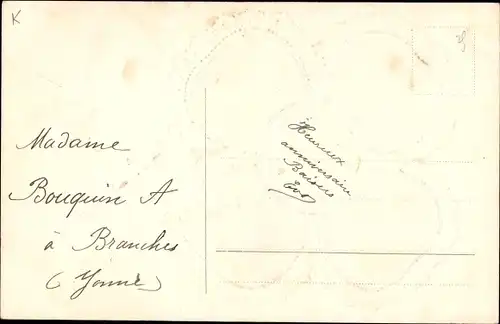 K
Madame
Bouquin A
à Branches
(Yonne)
Heureux
anniversaire
Baisers